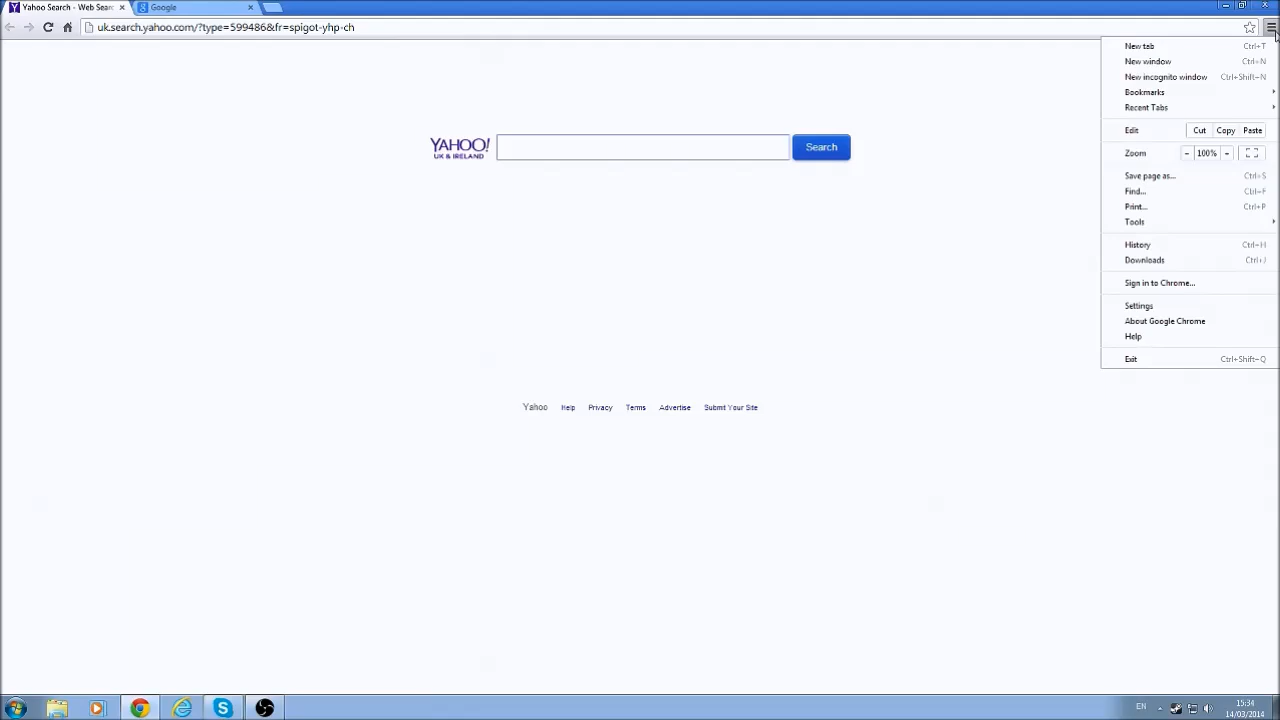 Yahoo Search - Web Sear
Google
uk.search.yahoo.com/?type=599486&fr=spigot-yhp-ch
New tab Ctrl+T
New window Ctrl+N
New incognito window Ctrl+Shift+N
Bookmarks
Recent Tabs
Edit Cut Copy Paste
Zoom - 100% +
Save page as... Ctrl+S
Find... Ctrl+F
Print... Ctrl+P
Tools
History Ctrl+H
Downloads Ctrl+J
Sign in to Chrome...
Settings
About Google Chrome
Help
Exit Ctrl+Shift+Q
YAHOO!
UK & IRELAND
Search
Yahoo Help Privacy Terms Advertise Submit Your Site
EN
15:34
14/03/2014